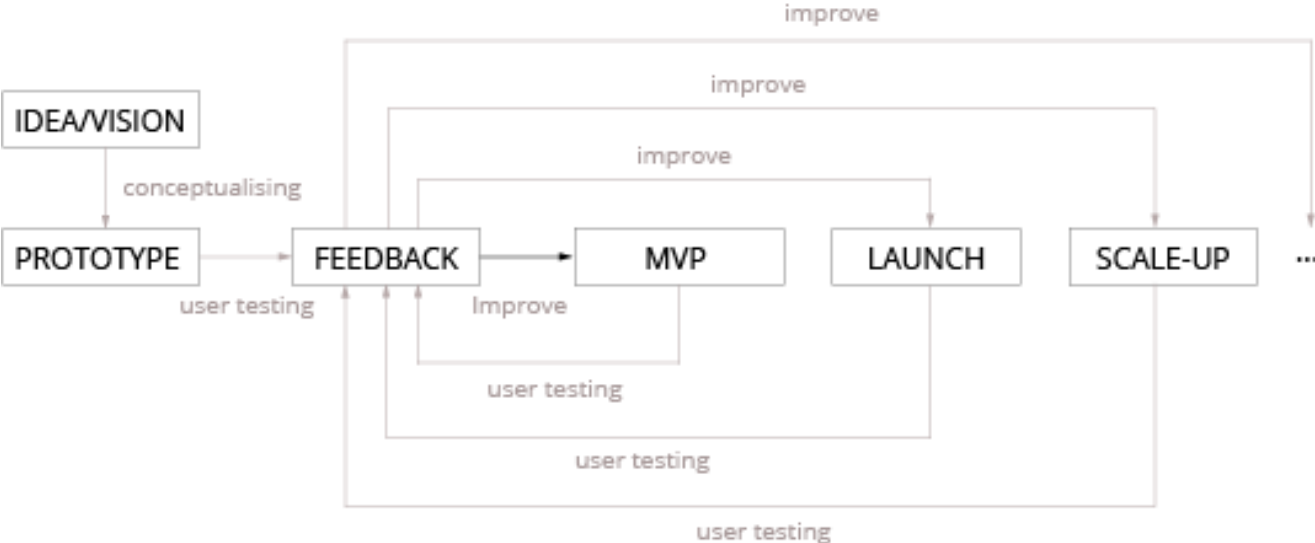 improve
improve
IDEA/VISION
improve
conceptualising
PROTOTYPE
FEEDBACK
MVP
LAUNCH
SCALE-UP
...
user testing
Improve
user testing
user testing
user testing